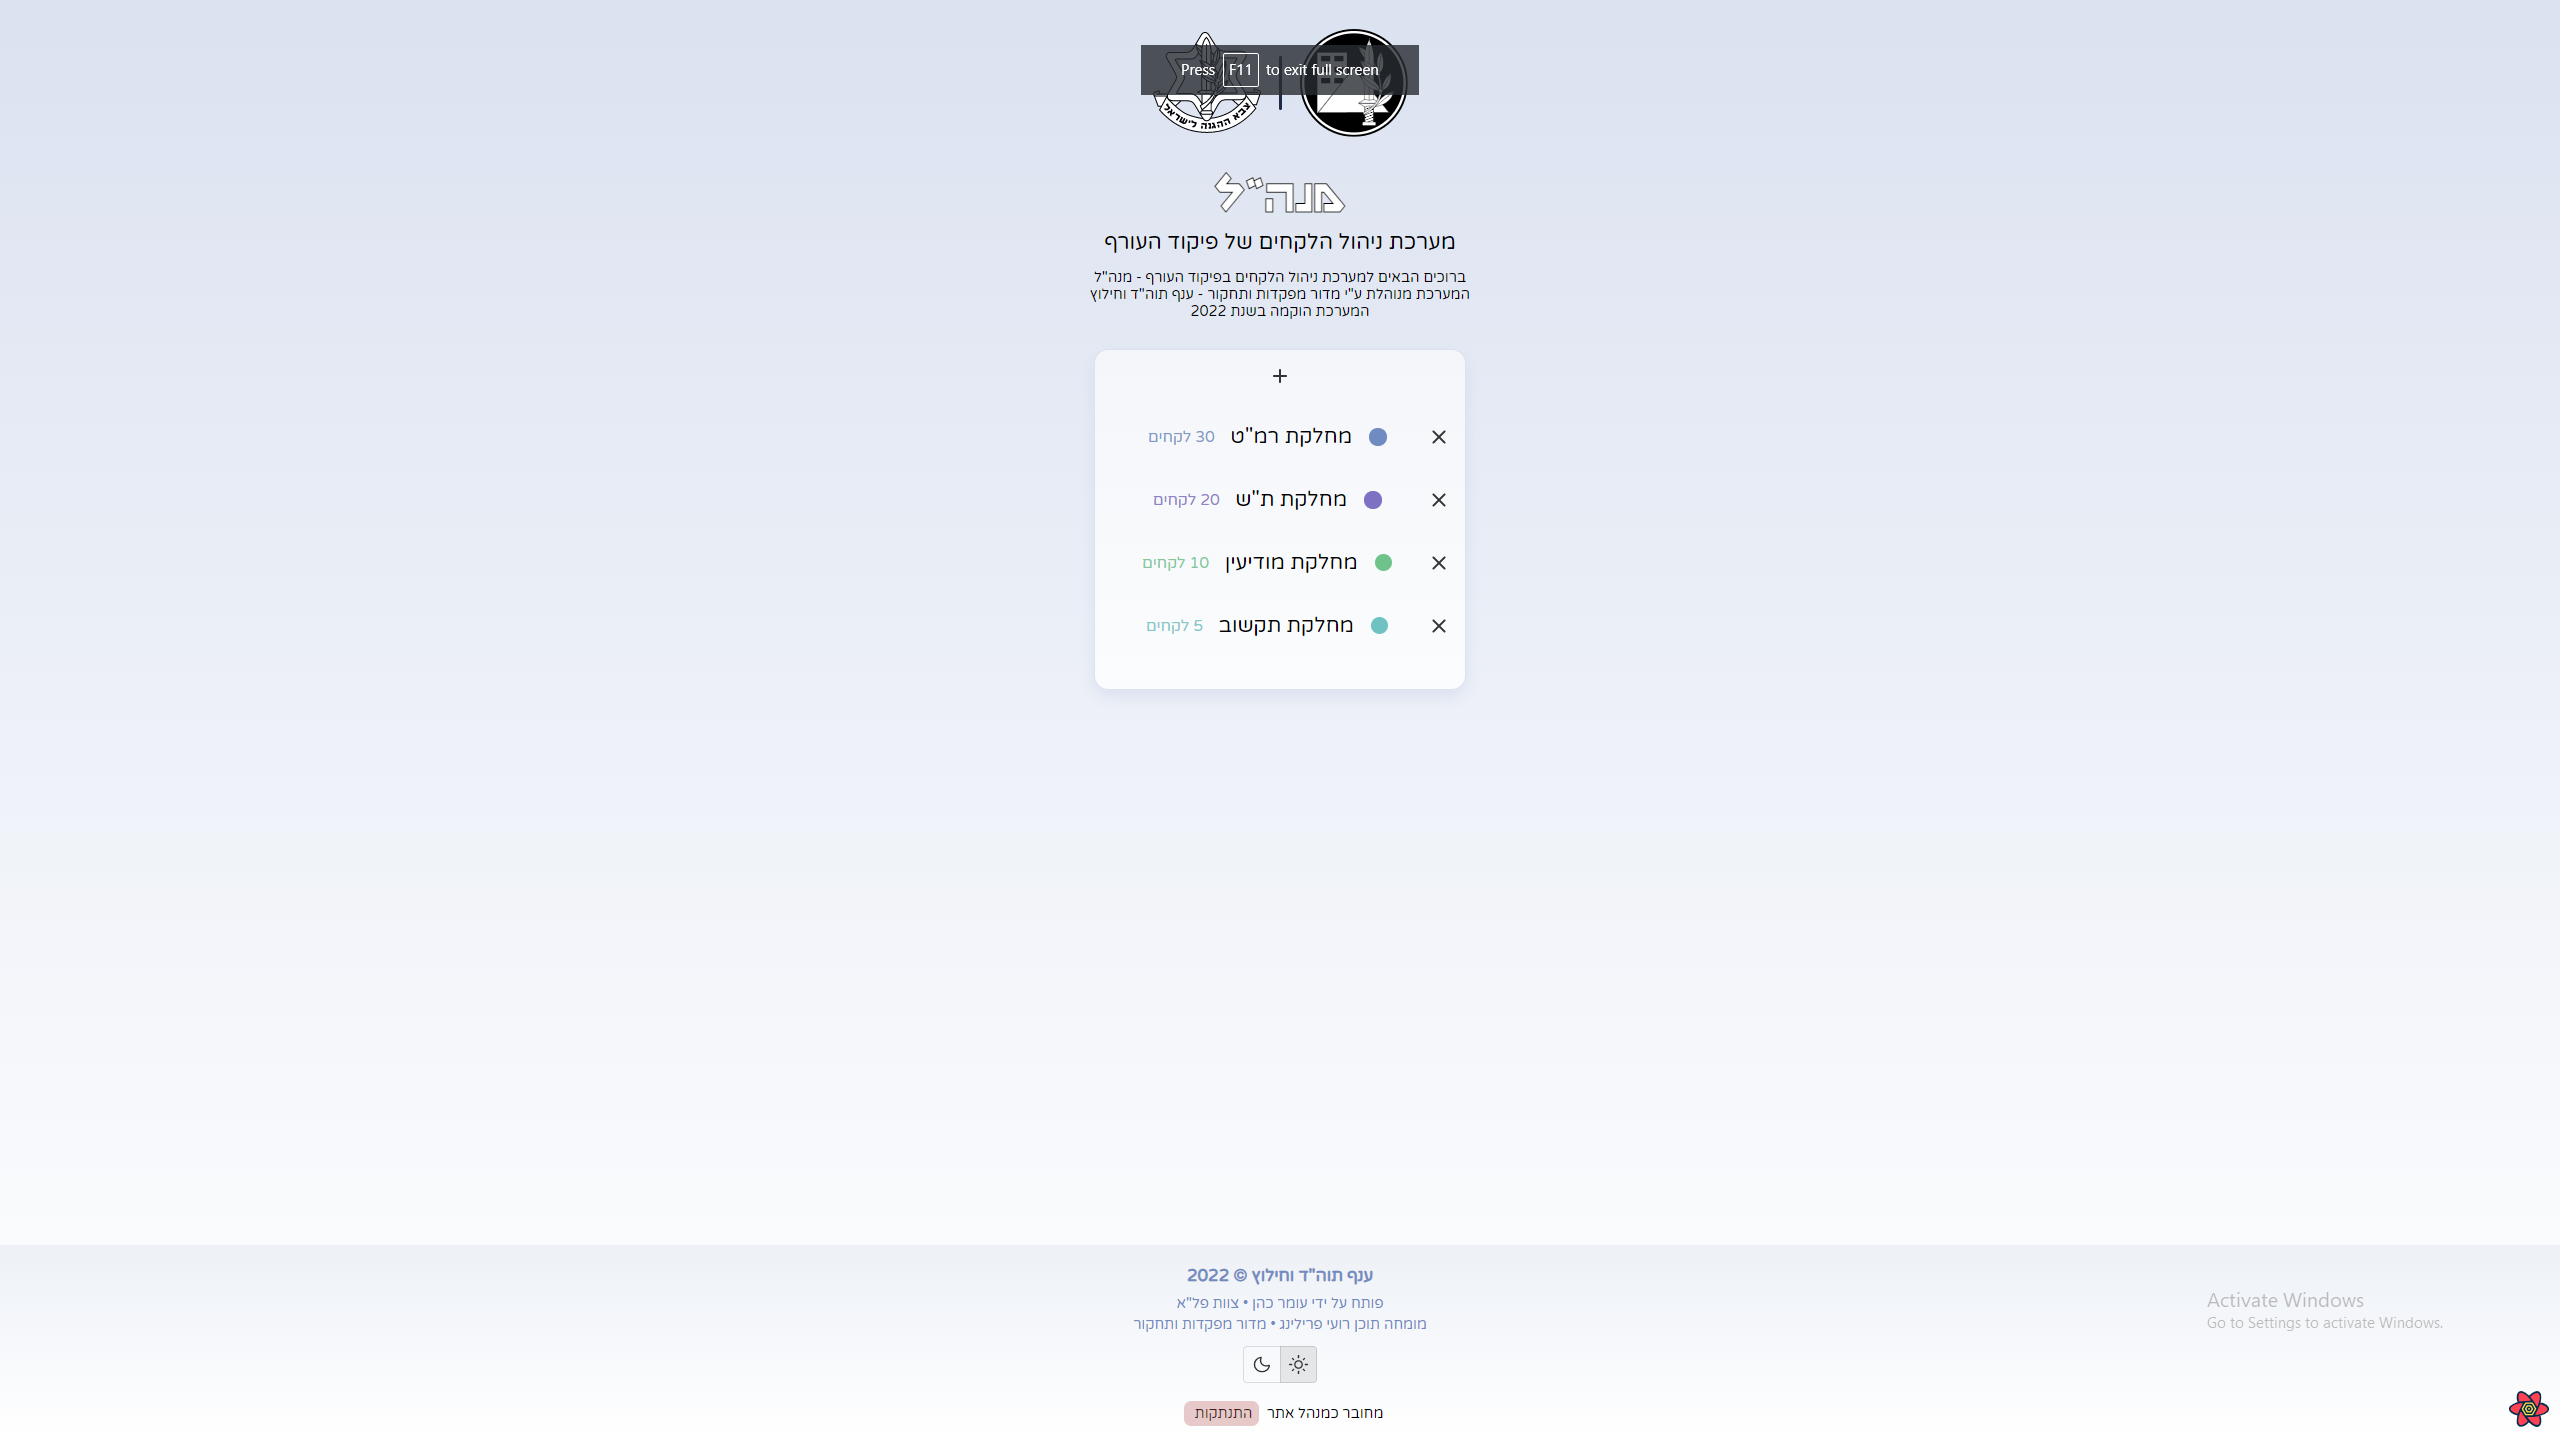 Press F11 to exit full screen
צבא ההגנה לישראל
מנה"ל
מערכת ניהול הלקחים של פיקוד העורף
ברוכים הבאים למערכת ניהול הלקחים בפיקוד העורף - מנה"ל
המערכת מנוהלת ע"י מדור מפקדות ותחקור - ענף תוה"ד וחילוץ
המערכת הוקמה בשנת 2022
מחלקת רמ"ט 30 לקחים
מחלקת ת"ש 20 לקחים
מחלקת מודיעין 10 לקחים
מחלקת תקשוב 5 לקחים
ענף תוה"ד וחילוץ © 2022
פותח על ידי עומר כהן • צוות פל"א
מומחה תוכן רועי פרילינג • מדור מפקדות ותחקור
מחובר כמנהל אתר התנתקות
Activate Windows
Go to Settings to activate Windows.